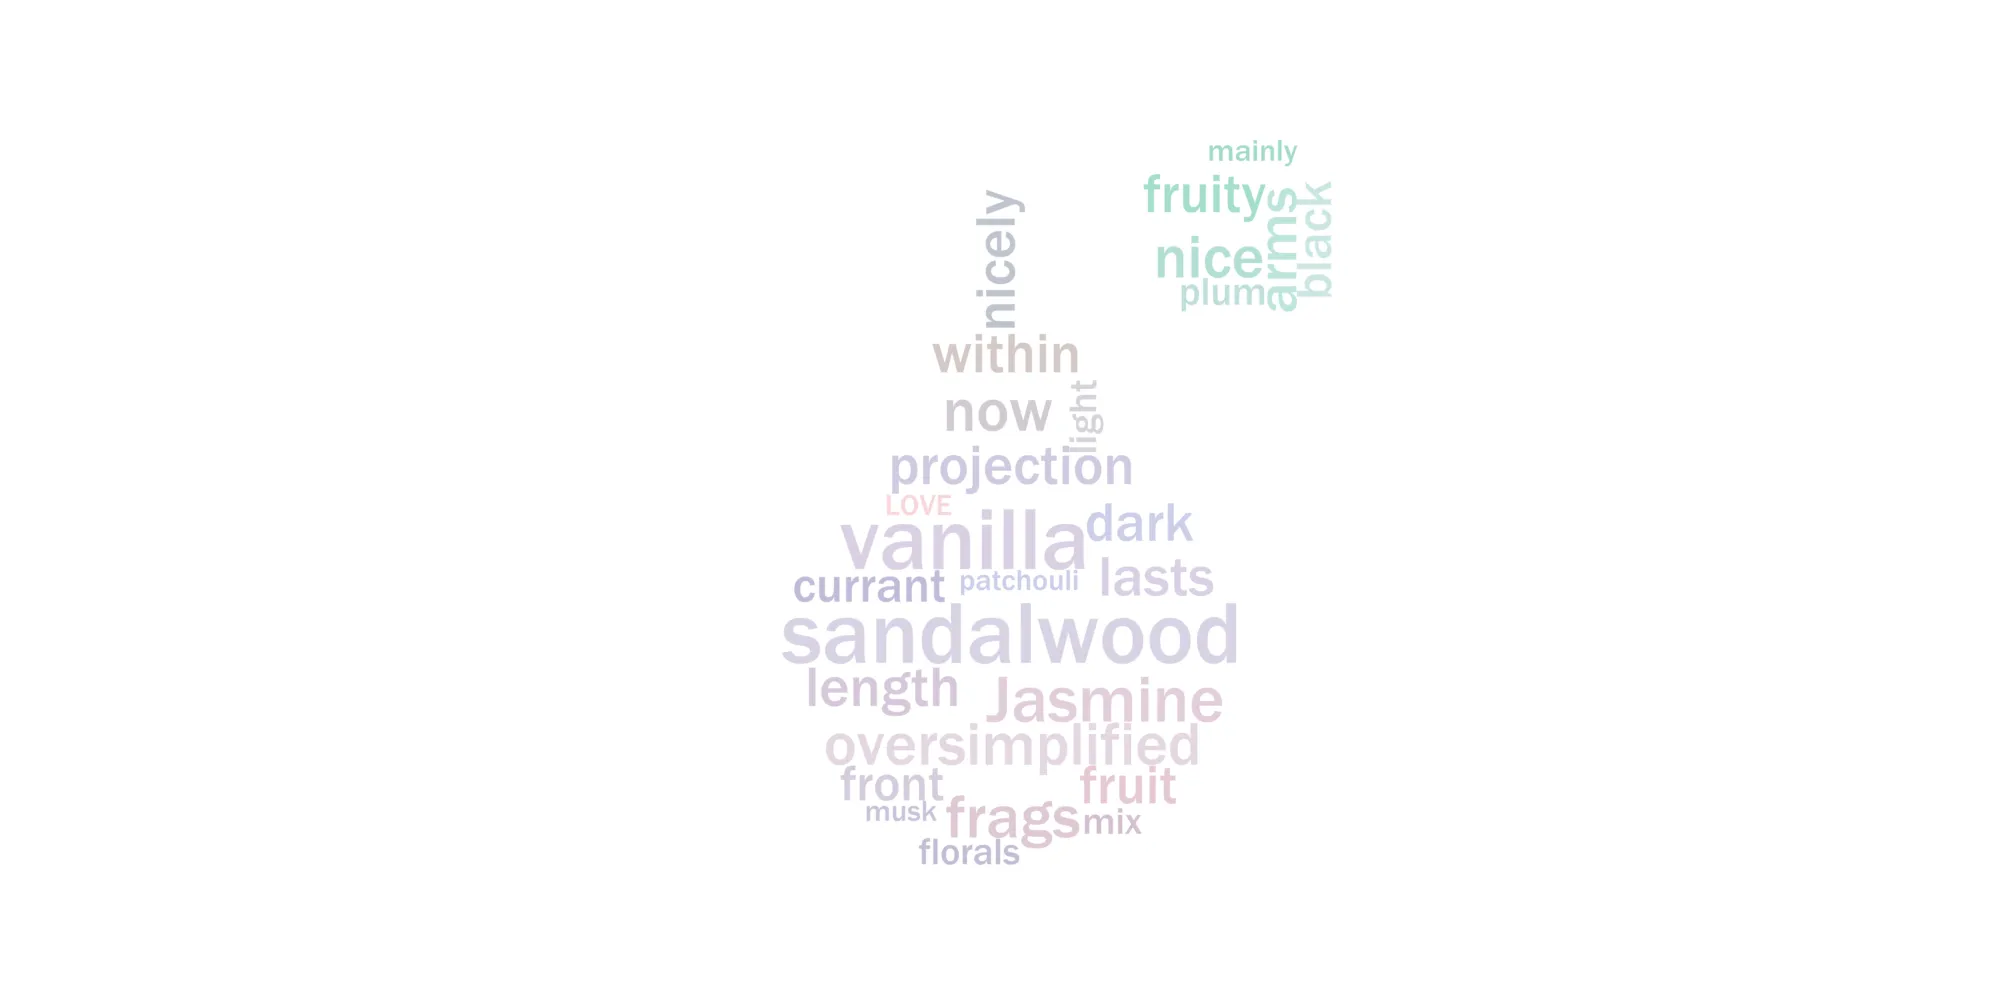 mainly
fruity
arms
black
nice
plum
nicely
within
now
light
projection
LOVE
vanilla
dark
currant
patchouli
lasts
sandalwood
length
Jasmine
oversimplified
front
fruit
musk
frags
mix
florals